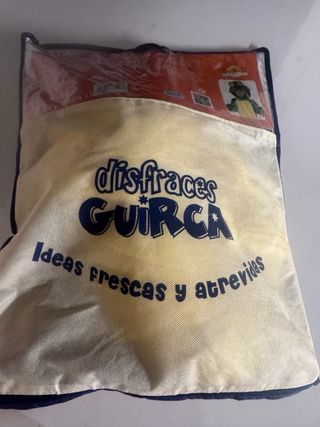 disfraces
GUIRCA
Ideas frescas y atrevidas